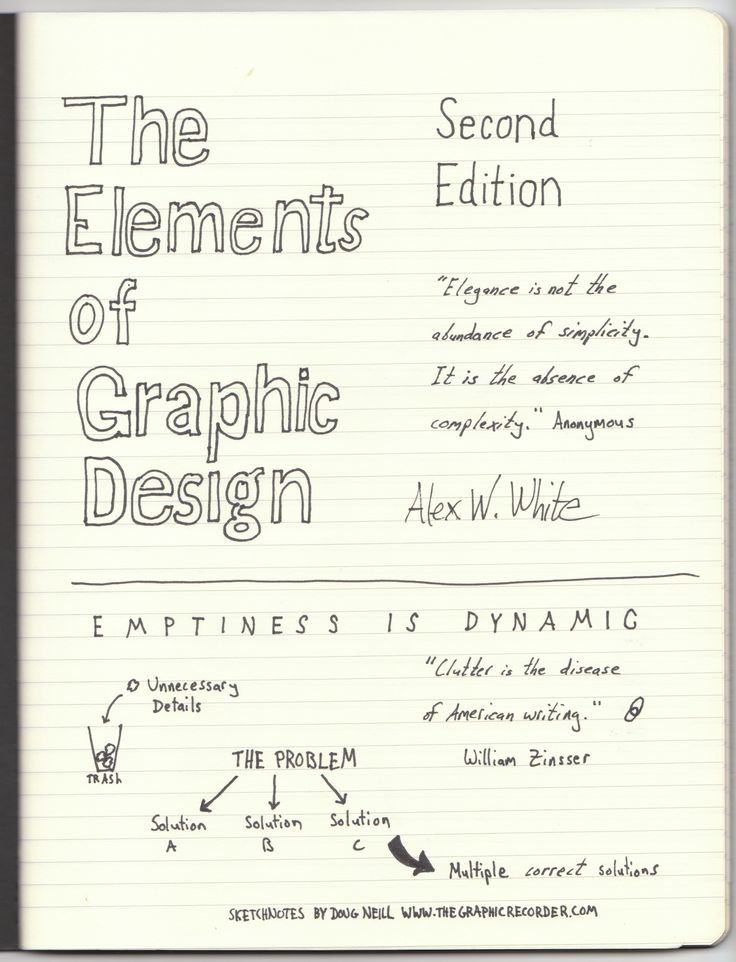 The
Elements
of
Graphic
Design
Second
Edition
"Elegance is not the
abundance of simplicity.
It is the absence of
complexity." Anonymous
Alex W. White
EMPTINESS IS DYNAMIC
Unnecessary
Details
TRASH
"Clutter is the disease
of American writing."
William Zinsser
THE PROBLEM
Solution
A
Solution
B
Solution
C
Multiple correct solutions
SKETCHNOTES BY DOUG NEILL WWW.THEGRAPHICRECORDER.COM